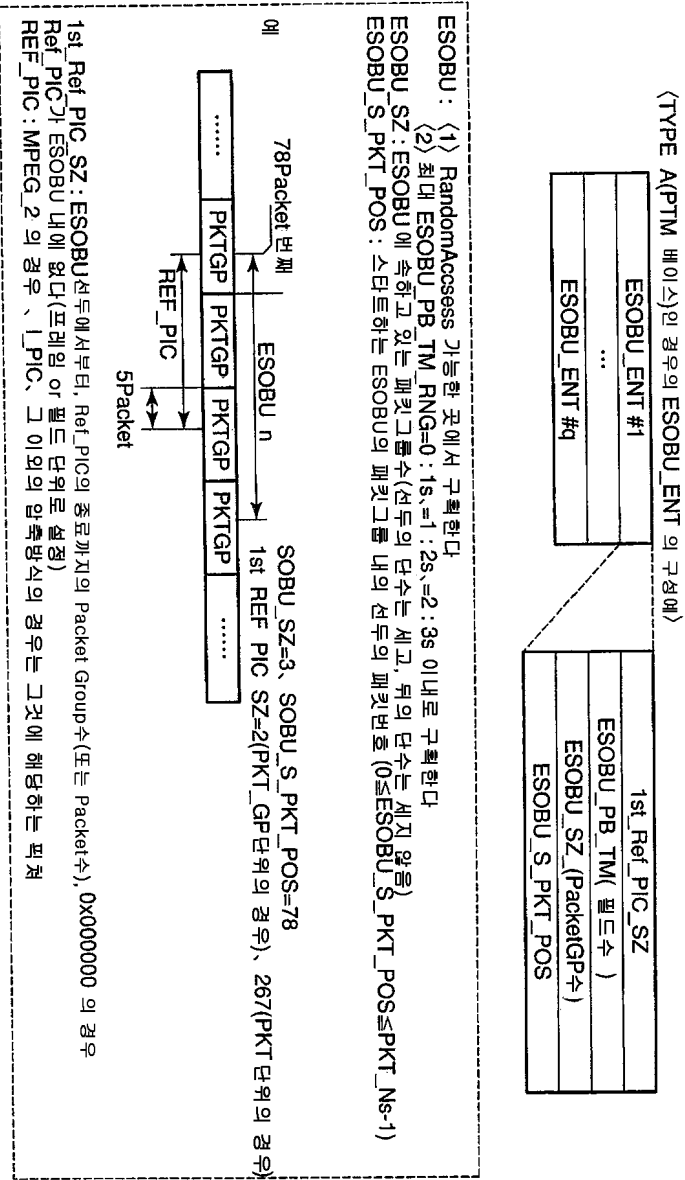 〈TYPE A(PTM 베이스)인 경우의 ESOBU_ENT 의 구성예〉
ESOBU_ENT #1
⋮
ESOBU_ENT #q
1st_Ref_PIC_SZ
ESOBU_PB_TM( 필드수 )
ESOBU_SZ_(PacketGP수)
ESOBU_S_PKT_POS
ESOBU : 〈1〉 RandomAccsess 가능한 곳에서 구획한다
〈2〉 최대 ESOBU_PB_TM_RNG=0 : 1s、=1 : 2s、=2 : 3s 이내로 구획한다
ESOBU_SZ : ESOBU에 속하고 있는 패킷그룹수(선두의 단수는 세고, 뒤의 단수는 세지 않음)
ESOBU_S_PKT_POS : 스타트하는 ESOBU의 패킷그룹 내의 선두의 패킷번호 (0≤ESOBU_S_PKT_POS≤PKT_Ns-1)
예
78Packet 번째
ESOBU n
SOBU_SZ=3、 SOBU_S_PKT_POS=78
1st REF PIC SZ=2(PKT_GP단위의 경우)、 267(PKT 단위의 경우)
...... PKTGP PKTGP PKTGP PKTGP ......
REF_PIC
5Packet
1st_Ref_PIC_SZ : ESOBU선두에서부터, Ref_PIC의 종료까지의 Packet Group수(또는 Packet수), 0x000000 의 경우
Ref_PIC가 ESOBU 내에 없다(프레임 or 필드 단위로 설정)
REF_PIC : MPEG_2 의 경우 、 I_PIC、 그 이외의 압축방식의 경우는 그것에 해당하는 픽쳐